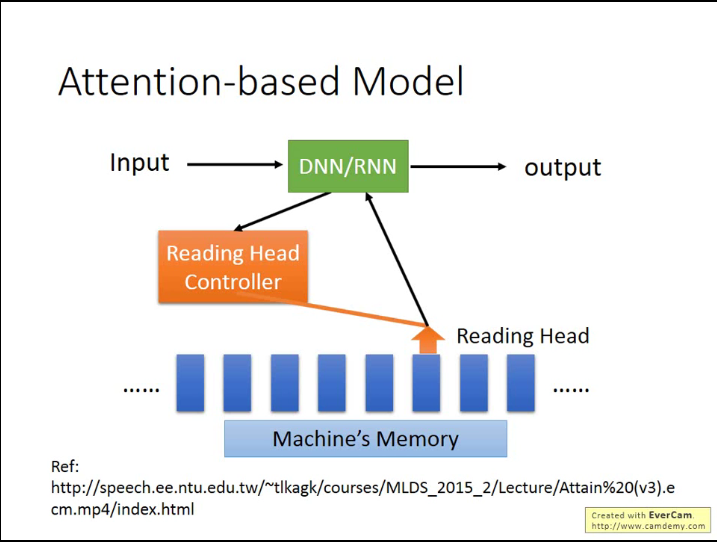 Attention-based Model
Input
DNN/RNN
output
Reading Head
Controller
Reading Head
……
……
Machine's Memory
Ref:
http://speech.ee.ntu.edu.tw/~tlkagk/courses/MLDS_2015_2/Lecture/Attain%20(v3).e
cm.mp4/index.html
Created with EverCam.
http://www.camdemy.com